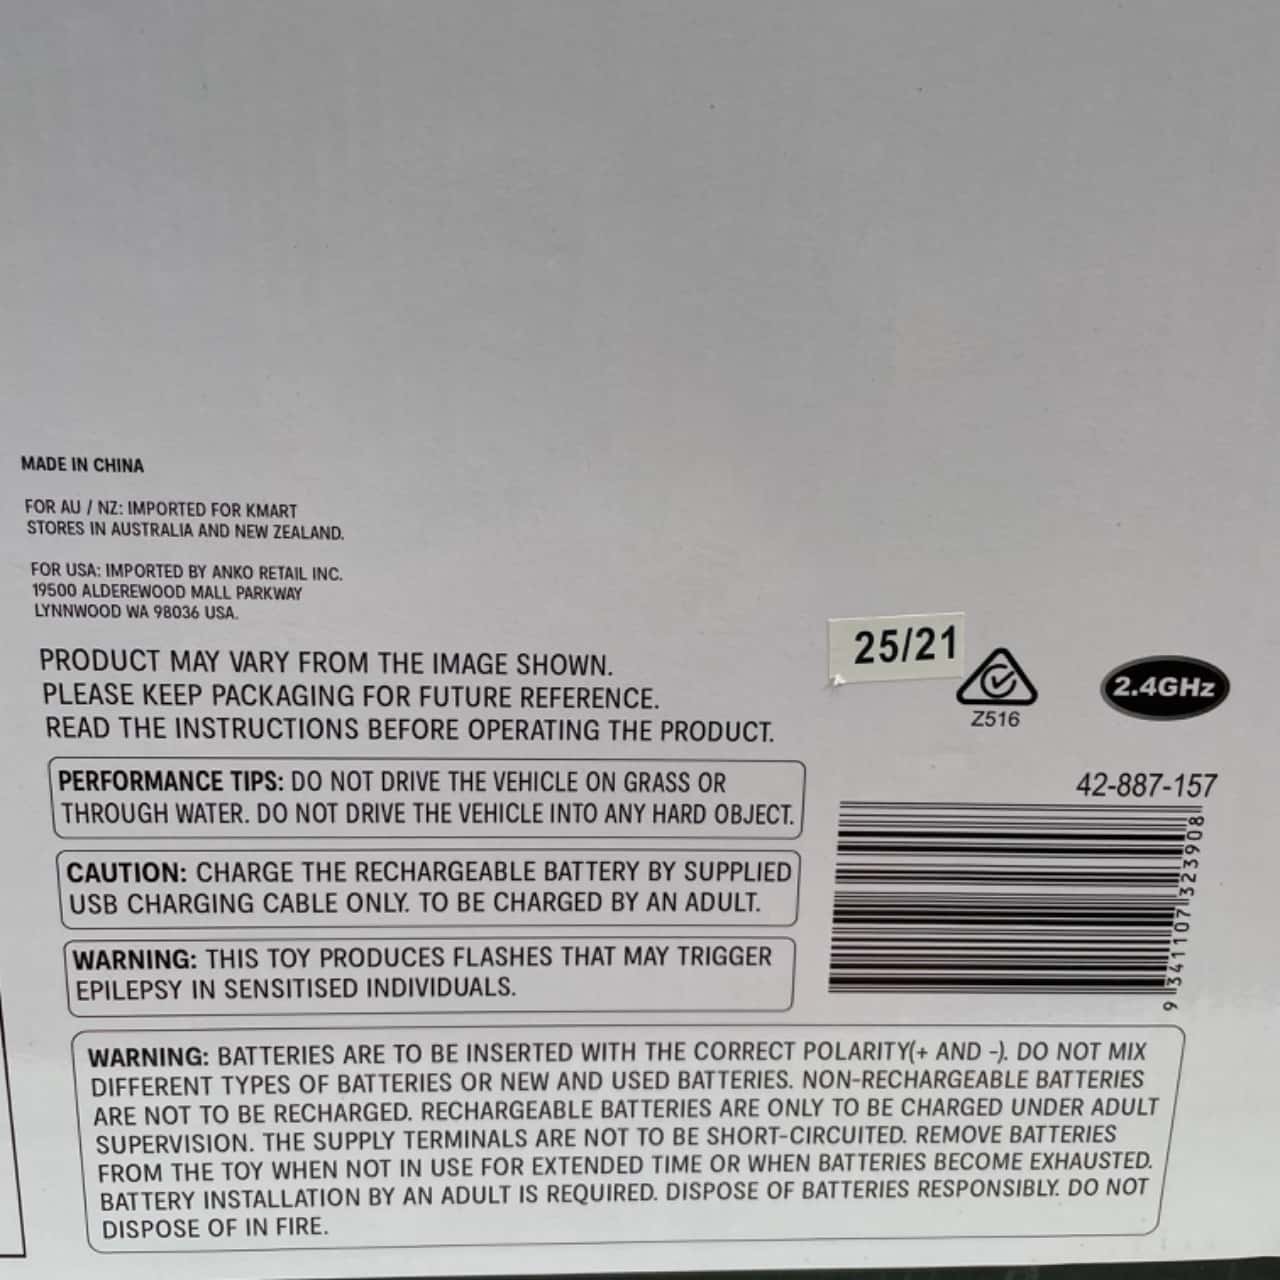 MADE IN CHINA
FOR AU / NZ: IMPORTED FOR KMART
STORES IN AUSTRALIA AND NEW ZEALAND.
FOR USA: IMPORTED BY ANKO RETAIL INC.
19500 ALDEREWOOD MALL PARKWAY
LYNNWOOD WA 98036 USA.
PRODUCT MAY VARY FROM THE IMAGE SHOWN.
PLEASE KEEP PACKAGING FOR FUTURE REFERENCE.
READ THE INSTRUCTIONS BEFORE OPERATING THE PRODUCT.
25/21
Z516
2.4GHz
42-887-157
9 341107 323908
PERFORMANCE TIPS: DO NOT DRIVE THE VEHICLE ON GRASS OR
THROUGH WATER. DO NOT DRIVE THE VEHICLE INTO ANY HARD OBJECT.
CAUTION: CHARGE THE RECHARGEABLE BATTERY BY SUPPLIED
USB CHARGING CABLE ONLY. TO BE CHARGED BY AN ADULT.
WARNING: THIS TOY PRODUCES FLASHES THAT MAY TRIGGER
EPILEPSY IN SENSITISED INDIVIDUALS.
WARNING: BATTERIES ARE TO BE INSERTED WITH THE CORRECT POLARITY(+ AND -). DO NOT MIX
DIFFERENT TYPES OF BATTERIES OR NEW AND USED BATTERIES. NON-RECHARGEABLE BATTERIES
ARE NOT TO BE RECHARGED. RECHARGEABLE BATTERIES ARE ONLY TO BE CHARGED UNDER ADULT
SUPERVISION. THE SUPPLY TERMINALS ARE NOT TO BE SHORT-CIRCUITED. REMOVE BATTERIES
FROM THE TOY WHEN NOT IN USE FOR EXTENDED TIME OR WHEN BATTERIES BECOME EXHAUSTED.
BATTERY INSTALLATION BY AN ADULT IS REQUIRED. DISPOSE OF BATTERIES RESPONSIBLY. DO NOT
DISPOSE OF IN FIRE.